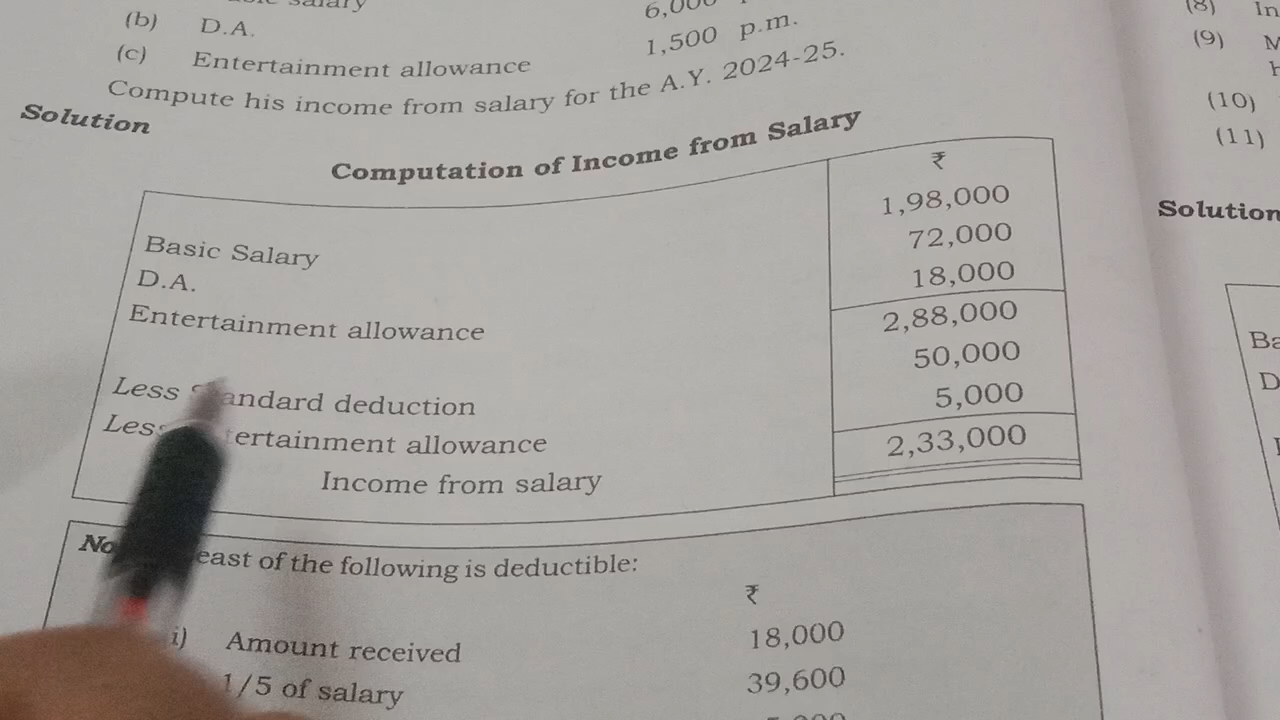 salary
6,000
(b) D.A. 1,500 p.m.
(c) Entertainment allowance
Compute his income from salary for the A.Y. 2024-25.
Solution
Computation of Income from Salary
₹
Basic Salary 1,98,000
D.A. 72,000
Entertainment allowance 18,000
2,88,000
Less deduction 50,000
allowance 5,000
Income from salary 2,33,000
of the following is deductible:
₹
i) Amount received 18,000
1/5 of salary 39,600
(8) In
(9) M
(10)
(11)
Solution
Ba
D